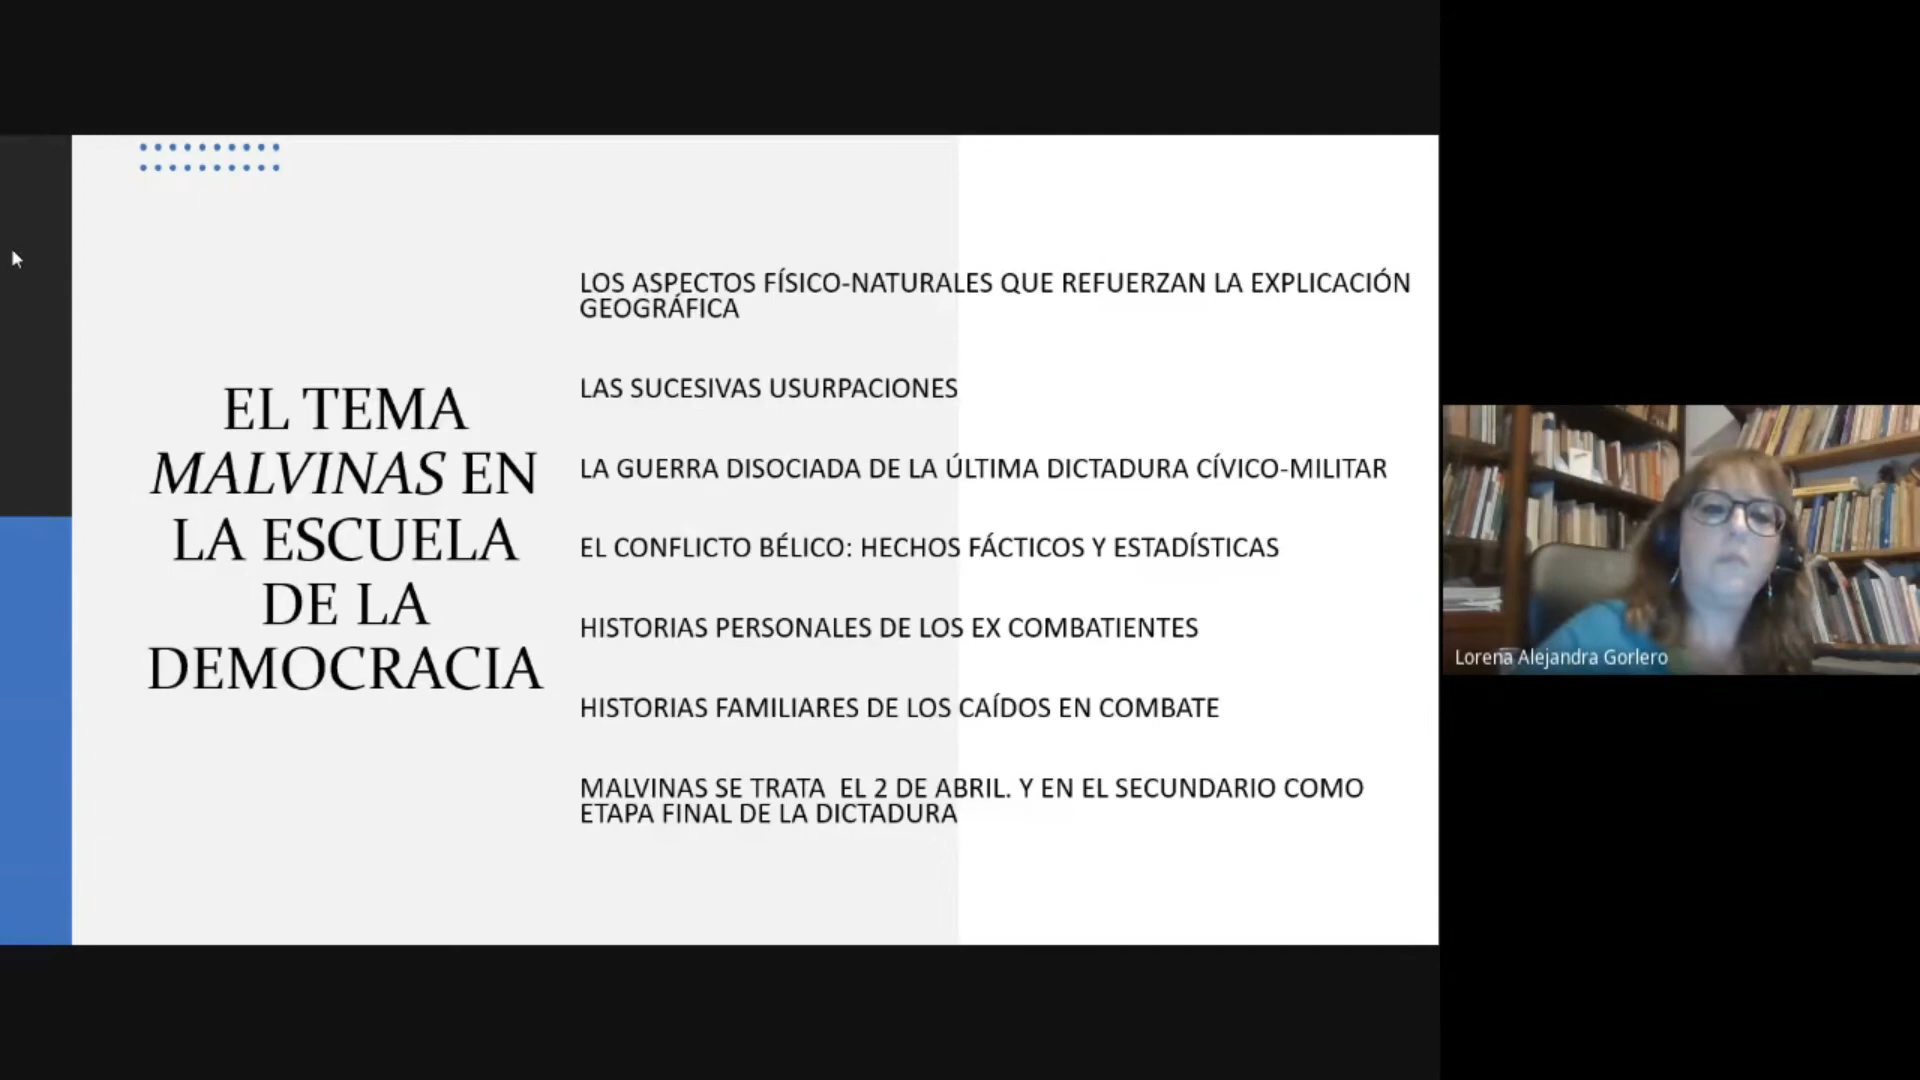 EL TEMA
MALVINAS EN
LA ESCUELA
DE LA
DEMOCRACIA
LOS ASPECTOS FÍSICO-NATURALES QUE REFUERZAN LA EXPLICACIÓN
GEOGRÁFICA
LAS SUCESIVAS USURPACIONES
LA GUERRA DISOCIADA DE LA ÚLTIMA DICTADURA CÍVICO-MILITAR
EL CONFLICTO BÉLICO: HECHOS FÁCTICOS Y ESTADÍSTICAS
HISTORIAS PERSONALES DE LOS EX COMBATIENTES
HISTORIAS FAMILIARES DE LOS CAÍDOS EN COMBATE
MALVINAS SE TRATA  EL 2 DE ABRIL. Y EN EL SECUNDARIO COMO
ETAPA FINAL DE LA DICTADURA
Lorena Alejandra Gorlero